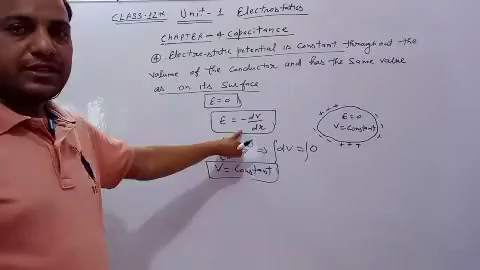 CLASS-12th Unit-1 Electrostatics
CHAPTER-4 Capacitance
④ Electro-static potential is constant throughout the
volume of the conductor and has the same value
as on its surface
E=0
E = -dv/dx
⇒ ∫dv = ∫0
V = constant
E=0
V=constant